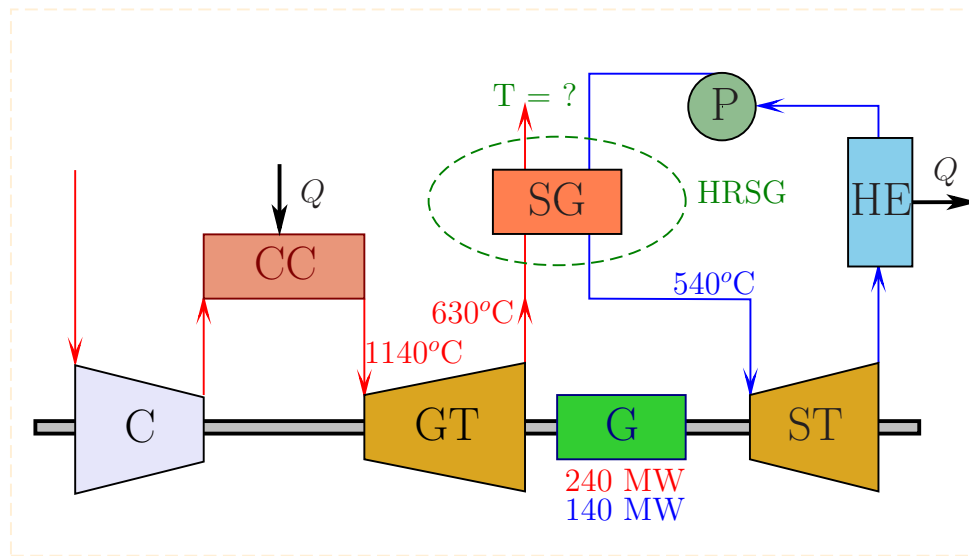 T = ?
P
SG
HRSG
HE
Q
Q
CC
540°C
630°C
1140°C
C
GT
G
ST
240 MW
140 MW